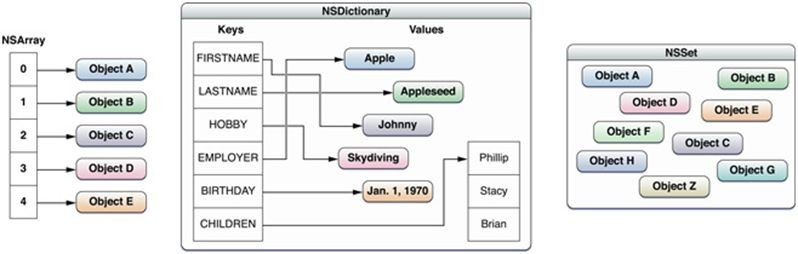 NSArray
0
Object A
1
Object B
2
Object C
3
Object D
4
Object E
NSDictionary
Keys
Values
FIRSTNAME
Apple
LASTNAME
Appleseed
HOBBY
Johnny
EMPLOYER
Skydiving
Phillip
BIRTHDAY
Jan. 1, 1970
Stacy
CHILDREN
Brian
NSSet
Object A
Object B
Object D
Object E
Object F
Object C
Object H
Object G
Object Z